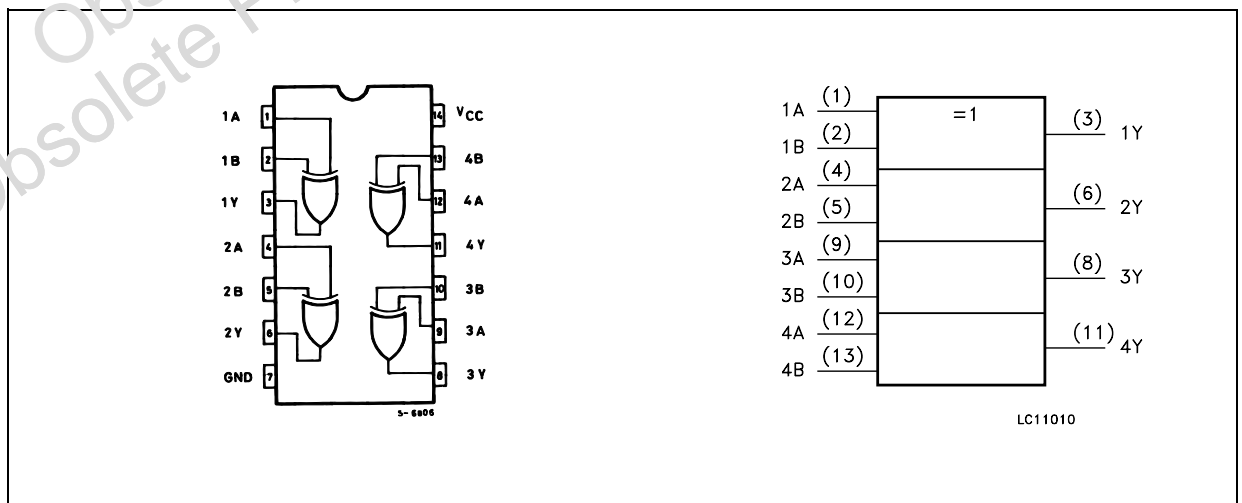 Obs
Obsolete P
obsolete
1A 1
1B 2
1Y 3
2A 4
2B 5
2Y 6
GND 7
14 VCC
13 4B
12 4A
11 4Y
10 3B
9 3A
8 3Y
S-6806
1A (1)
1B (2)
2A (4)
2B (5)
3A (9)
3B (10)
4A (12)
4B (13)
=1
(3) 1Y
(6) 2Y
(8) 3Y
(11) 4Y
LC11010